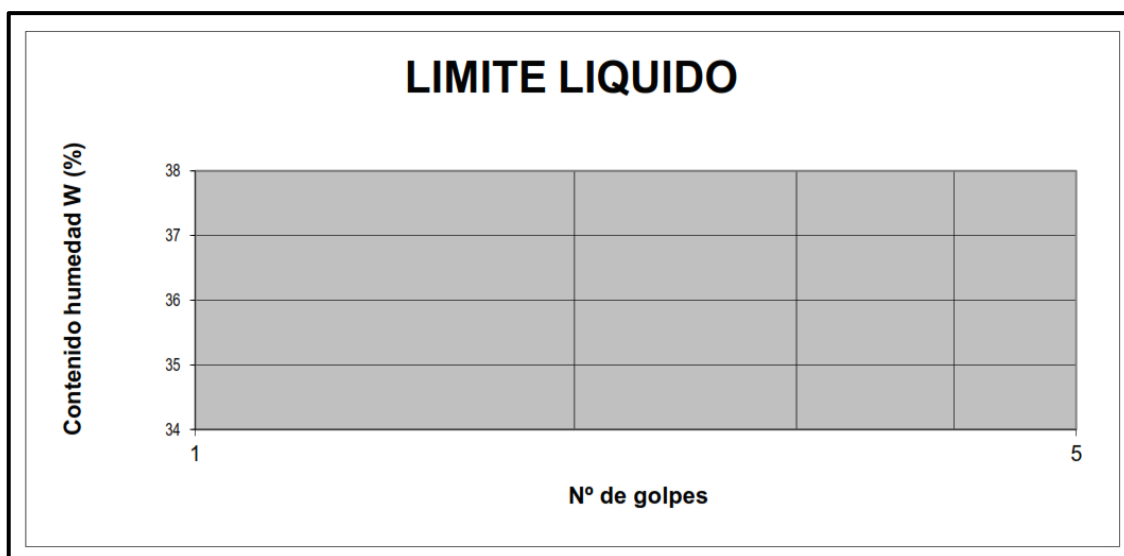 LIMITE LIQUIDO
Contenido humedad W (%)
38
37
36
35
34
1
5
Nº de golpes